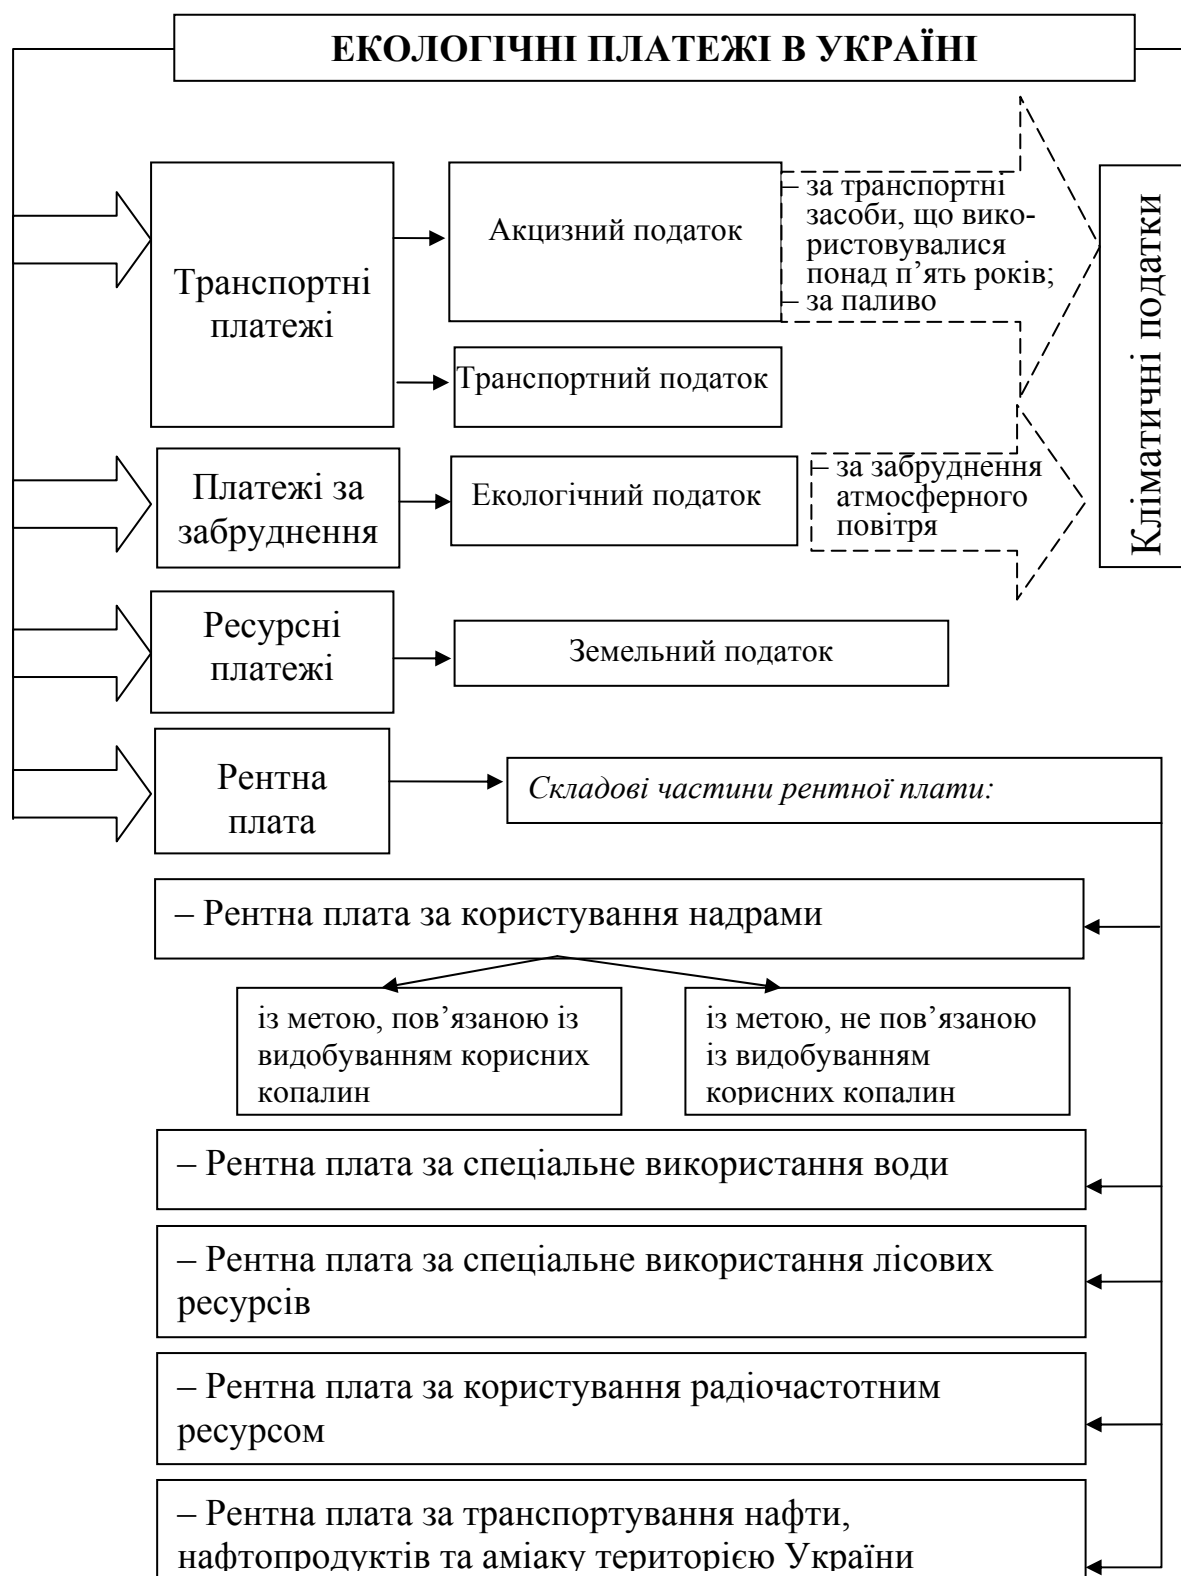 ЕКОЛОГІЧНІ ПЛАТЕЖІ В УКРАЇНІ
Транспортні
платежі
Акцизний податок
– за транспортні
засоби, що вико-
ристовувалися
понад п’ять років;
– за паливо
Транспортний податок
Кліматичні податки
Платежі за
забруднення
Екологічний податок
– за забруднення
атмосферного
повітря
Ресурсні
платежі
Земельний податок
Рентна
плата
Складові частини рентної плати:
– Рентна плата за користування надрами
із метою, пов’язаною із
видобуванням корисних
копалин
із метою, не пов’язаною
із видобуванням
корисних копалин
– Рентна плата за спеціальне використання води
– Рентна плата за спеціальне використання лісових
ресурсів
– Рентна плата за користування радіочастотним
ресурсом
– Рентна плата за транспортування нафти,
нафтопродуктів та аміаку територією України